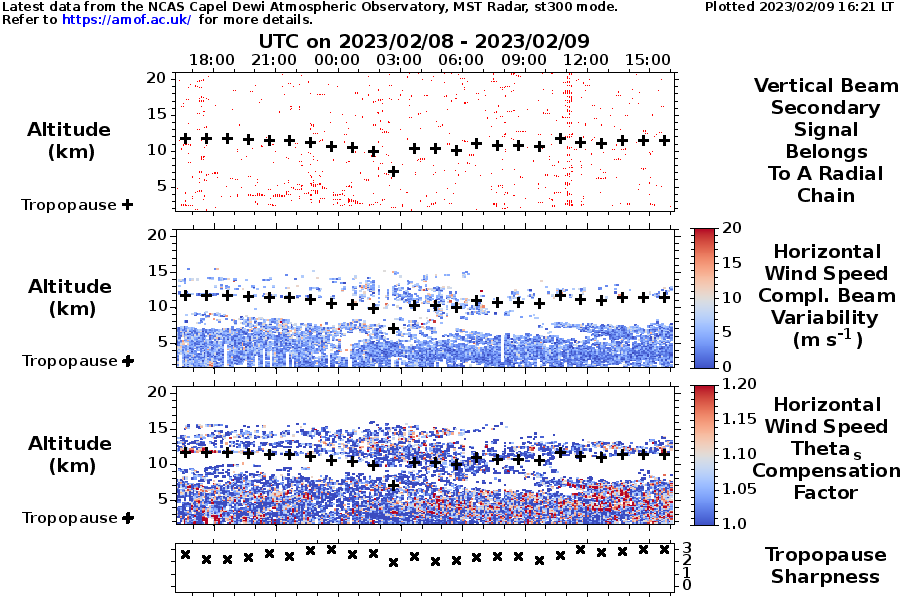 Latest data from the NCAS Capel Dewi Atmospheric Observatory, MST Radar, st300 mode.
Plotted 2023/02/09 16:21 LT
Refer to https://amof.ac.uk/ for more details.
UTC on 2023/02/08 - 2023/02/09
18:00 21:00 00:00 03:00 06:00 09:00 12:00 15:00
20
15
10
5
Altitude
(km)
Tropopause
Vertical Beam
Secondary
Signal
Belongs
To A Radial
Chain
20
15
10
5
Altitude
(km)
Tropopause
20
15
10
5
0
Horizontal
Wind Speed
Compl. Beam
Variability
(m s-1)
20
15
10
5
Altitude
(km)
Tropopause
1.20
1.15
1.10
1.05
1.0
Horizontal
Wind Speed
Theta s
Compensation
Factor
3
2
1
0
Tropopause
Sharpness